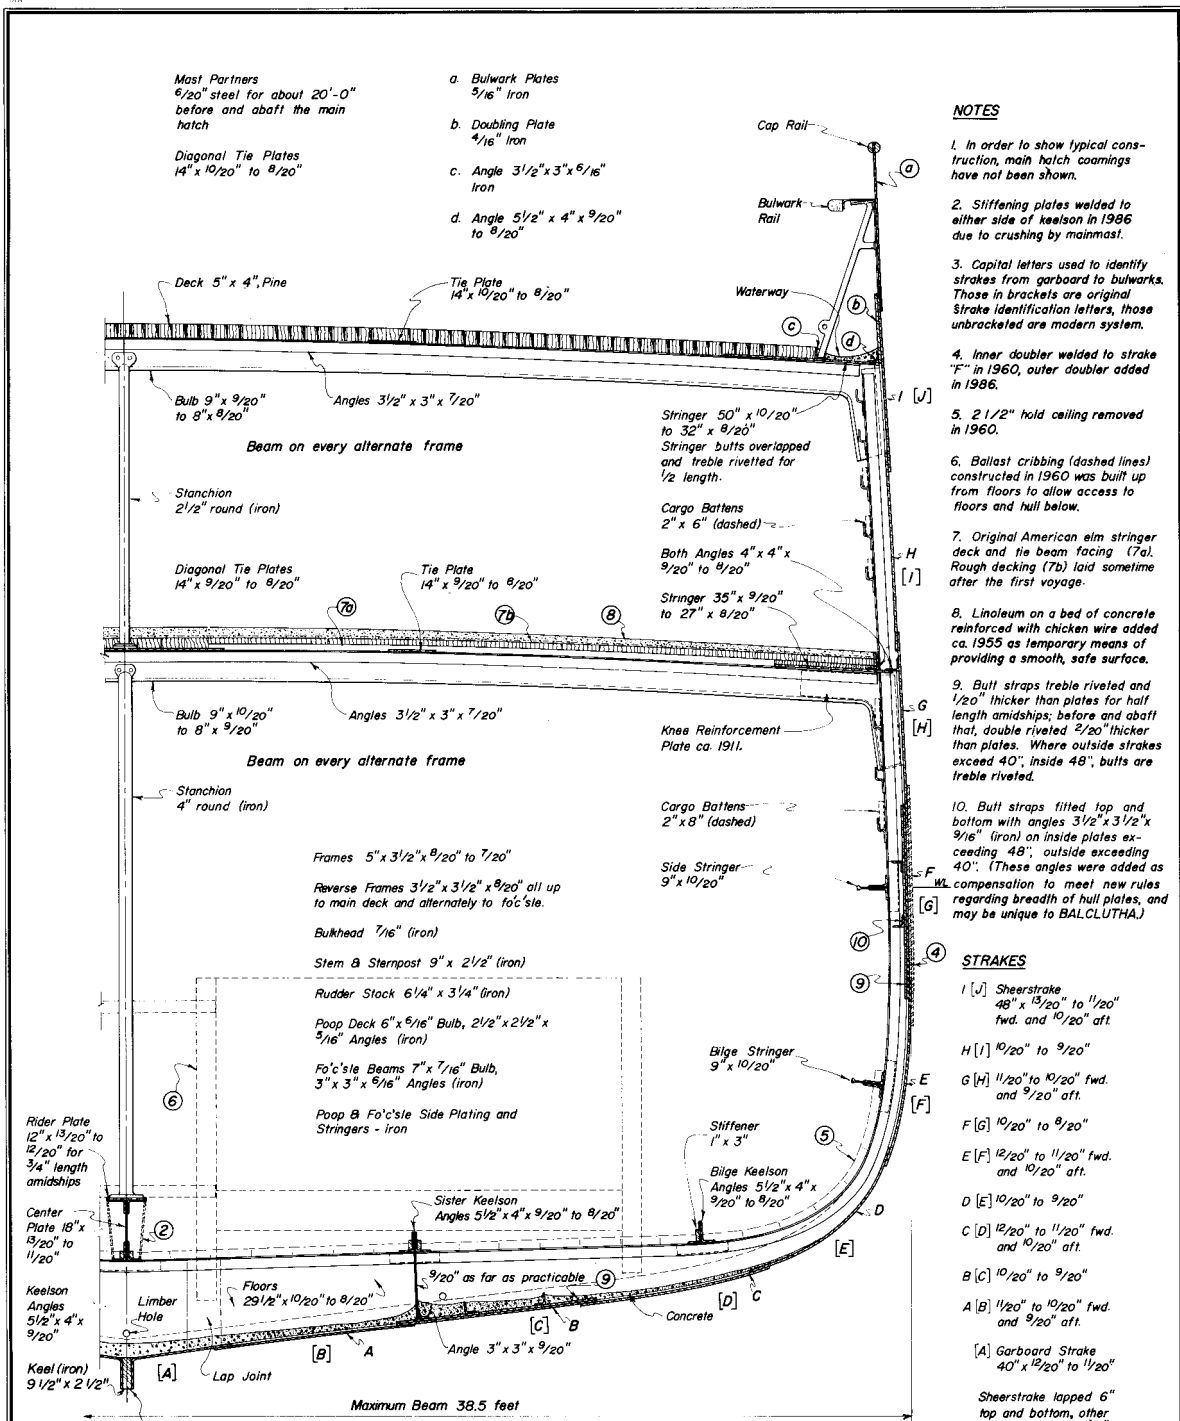 Mast Partners
6/20" steel for about 20'-0"
before and abaft the main
hatch
Diagonal Tie Plates
14" x 10/20" to 8/20"
a. Bulwark Plates
5/16" Iron
b. Doubling Plate
4/16" Iron
c. Angle 3 1/2" x 3" x 6/16"
Iron
d. Angle 5 1/2" x 4" x 9/20"
to 8/20"
Cap Rail
a
Bulwark
Rail
Waterway
b
c
d
Deck 5" x 4", Pine
Tie Plate
14" x 10/20" to 8/20"
Bulb 9" x 9/20"
to 8" x 8/20"
Angles 3 1/2" x 3" x 7/20"
Beam on every alternate frame
Stringer 50" x 10/20"
to 32" x 8/20"
Stringer butts overlapped
and treble rivetted for
1/2 length.
I [J]
Stanchion
2 1/2" round (iron)
Cargo Battens
2" x 6" (dashed)
Both Angles 4" x 4" x
9/20" to 8/20"
H
[I]
Diagonal Tie Plates
14" x 9/20" to 8/20"
Tie Plate
14" x 9/20" to 8/20"
Stringer 35" x 9/20"
to 27" x 8/20"
7a
7b
8
Bulb 9" x 10/20"
to 8" x 9/20"
Angles 3 1/2" x 3" x 7/20"
Knee Reinforcement
Plate ca. 1911.
G
[H]
Beam on every alternate frame
Stanchion
4" round (iron)
Cargo Battens
2" x 8" (dashed)
Frames 5" x 3 1/2" x 8/20" to 7/20"
Reverse Frames 3 1/2" x 3 1/2" x 8/20" all up
to main deck and alternately to fo'c'sle.
Bulkhead 7/16" (iron)
Stem & Sternpost 9" x 2 1/2" (iron)
Rudder Stock 6 1/4" x 3 1/4" (iron)
Poop Deck 6" x 6/16" Bulb, 2 1/2" x 2 1/2" x
5/16" Angles (iron)
Fo'c'sle Beams 7" x 7/16" Bulb,
3" x 3" x 6/16" Angles (iron)
Poop & Fo'c'sle Side Plating and
Stringers - iron
Side Stringer
9" x 10/20"
F
WL
[G]
10
4
9
Bilge Stringer
9" x 10/20"
E
[F]
6
5
Stiffener
1" x 3"
Bilge Keelson
Angles 5 1/2" x 4" x
9/20" to 8/20"
Rider Plate
12" x 13/20" to
12/20" for
3/4" length
amidships
Center
Plate 18" x
13/20" to
11/20"
2
Sister Keelson
Angles 5 1/2" x 4" x 9/20" to 8/20"
D
[E]
Keelson
Angles
5 1/2" x 4" x
9/20"
Limber
Hole
Floors
29 1/2" x 10/20" to 8/20"
9/20" as far as practicable
9
[D]
C
Concrete
[C]
B
Angle 3" x 3" x 9/20"
[B]
A
Lap Joint
[A]
Keel (iron)
9 1/2" x 2 1/2"
Maximum Beam 38.5 feet
NOTES
1. In order to show typical cons-
truction, main hatch coamings
have not been shown.
2. Stiffening plates welded to
either side of keelson in 1986
due to crushing by mainmast.
3. Capital letters used to identify
strakes from garboard to bulwarks.
Those in brackets are original
Strake identification letters, those
unbracketed are modern system.
4. Inner doubler welded to strake
"F" in 1960, outer doubler added
in 1986.
5. 2 1/2" hold ceiling removed
in 1960.
6. Ballast cribbing (dashed lines)
constructed in 1960 was built up
from floors to allow access to
floors and hull below.
7. Original American elm stringer
deck and tie beam facing (7a).
Rough decking (7b) laid sometime
after the first voyage.
8. Linoleum on a bed of concrete
reinforced with chicken wire added
ca. 1955 as temporary means of
providing a smooth, safe surface.
9. Butt straps treble riveted and
1/20" thicker than plates for half
length amidships; before and abaft
that, double riveted 2/20" thicker
than plates. Where outside strakes
exceed 40", inside 48", butts are
treble riveted.
10. Butt straps fitted top and
bottom with angles 3 1/2" x 3 1/2" x
9/16" (iron) on inside plates ex-
ceeding 48", outside exceeding
40". (These angles were added as
compensation to meet new rules
regarding breadth of hull plates, and
may be unique to BALCLUTHA.)
STRAKES
I [J] Sheerstrake
48" x 13/20" to 11/20"
fwd. and 10/20" aft.
H [I] 10/20" to 9/20"
G [H] 11/20" to 10/20" fwd.
and 9/20" aft.
F [G] 10/20" to 8/20"
E [F] 12/20" to 11/20" fwd.
and 10/20" aft.
D [E] 10/20" to 9/20"
C [D] 12/20" to 11/20" fwd.
and 10/20" aft.
B [C] 10/20" to 9/20"
A [B] 11/20" to 10/20" fwd.
and 9/20" aft.
[A] Garboard Strake
40" x 12/20" to 11/20"
Sheerstrake lapped 6"
top and bottom, other